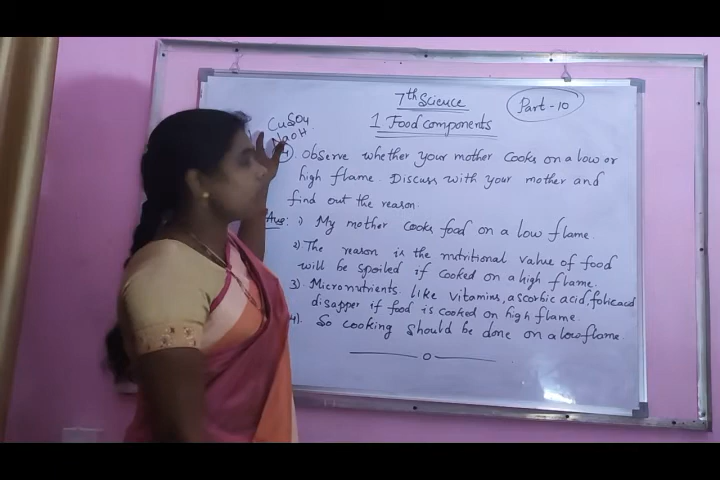 7th Science
Part-10
1 Food components
CuSO4
NaOH
Observe whether your mother cooks on a low or
high flame. Discuss with your mother and
find out the reason.
Ans: 1) My mother cooks food on a low flame.
2) The reason is the nutritional value of food
will be spoiled if cooked on a high flame.
3) Micronutrients like vitamins, ascorbic acid, folic acid
disapper if food is cooked on high flame.
4). So cooking should be done on a low flame.